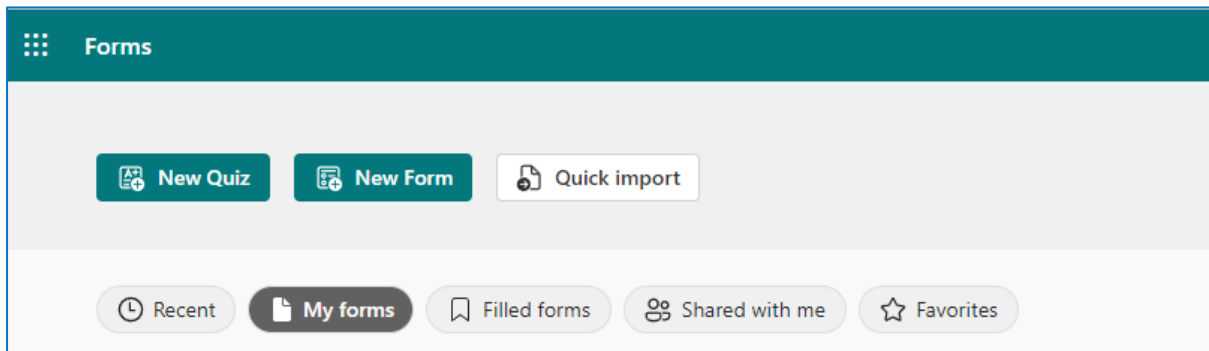 Forms
New Quiz New Form Quick import
Recent My forms Filled forms Shared with me Favorites